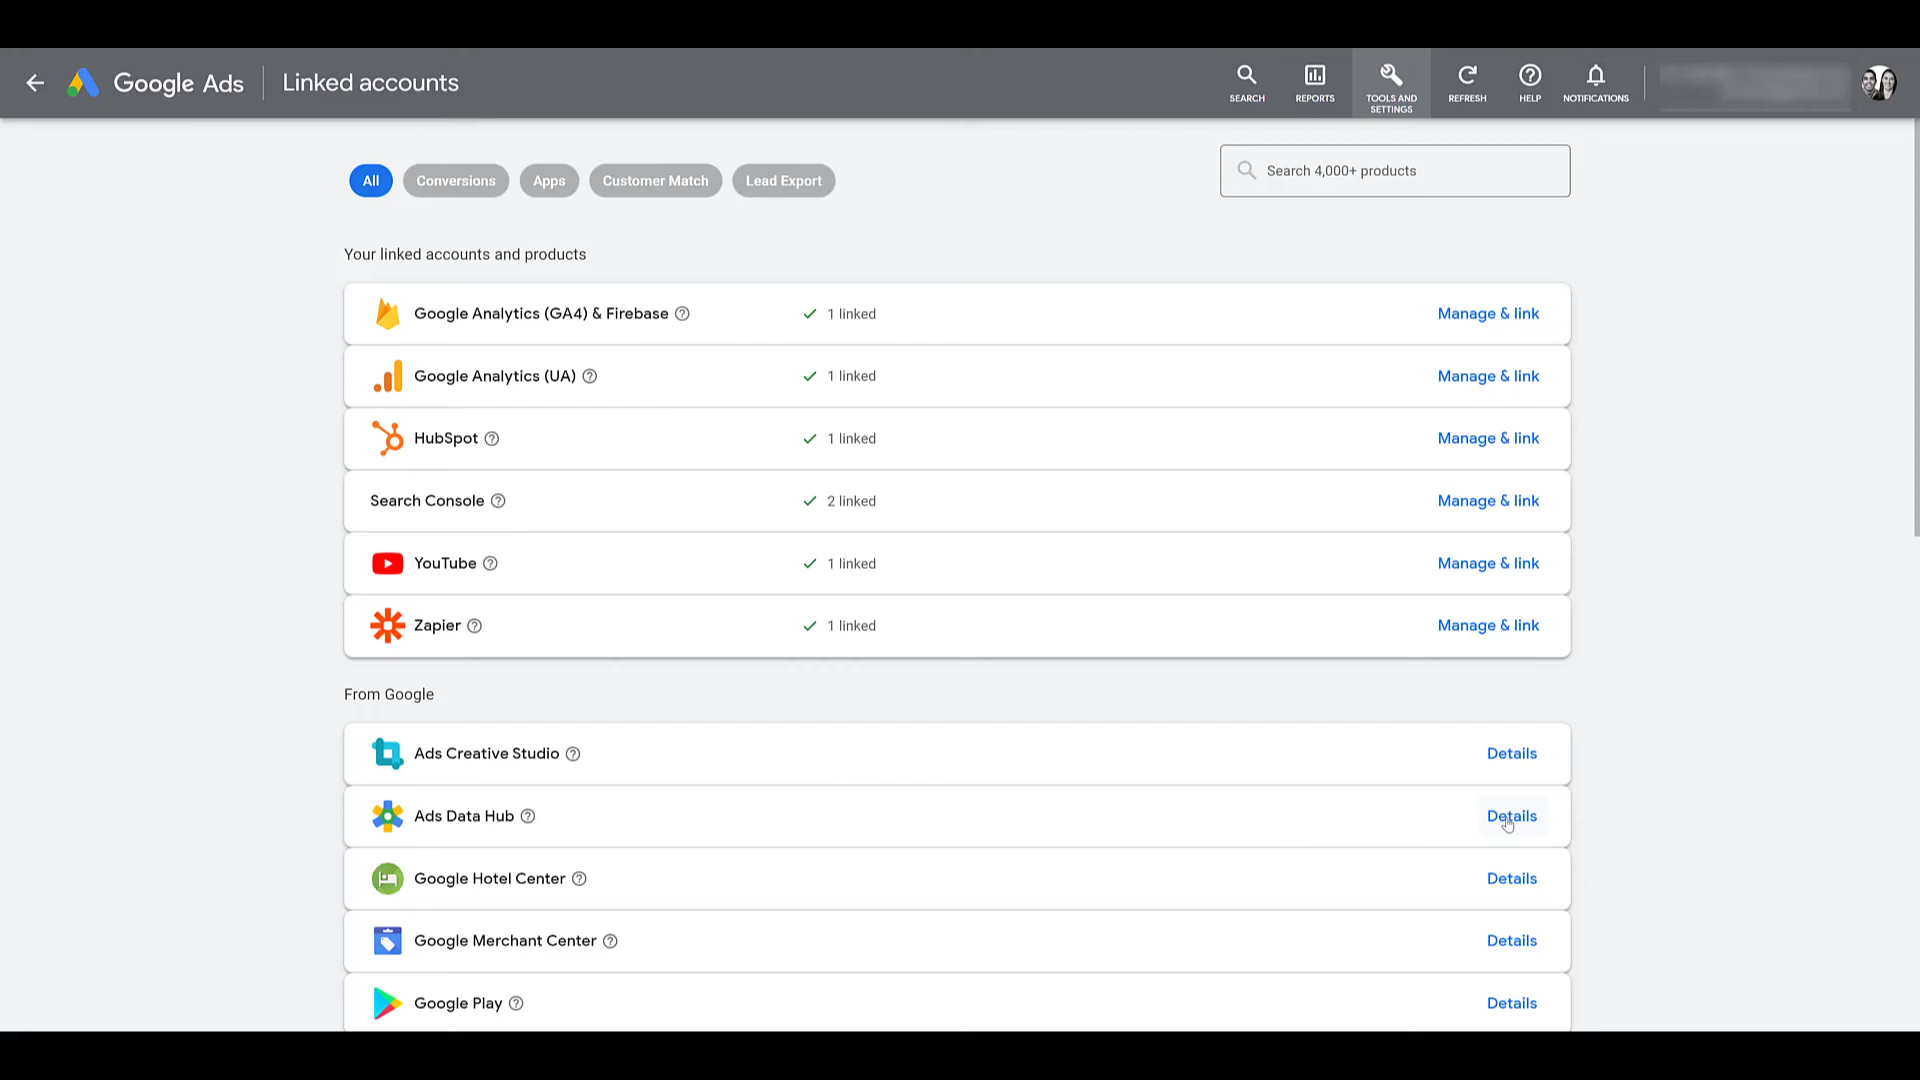 Google Ads
Linked accounts
SEARCH
REPORTS
TOOLS AND
SETTINGS
REFRESH
HELP
NOTIFICATIONS
All
Conversions
Apps
Customer Match
Lead Export
Search 4,000+ products
Your linked accounts and products
Google Analytics (GA4) & Firebase
1 linked
Manage & link
Google Analytics (UA)
1 linked
Manage & link
HubSpot
1 linked
Manage & link
Search Console
2 linked
Manage & link
YouTube
1 linked
Manage & link
Zapier
1 linked
Manage & link
From Google
Ads Creative Studio
Details
Ads Data Hub
Details
Google Hotel Center
Details
Google Merchant Center
Details
Google Play
Details